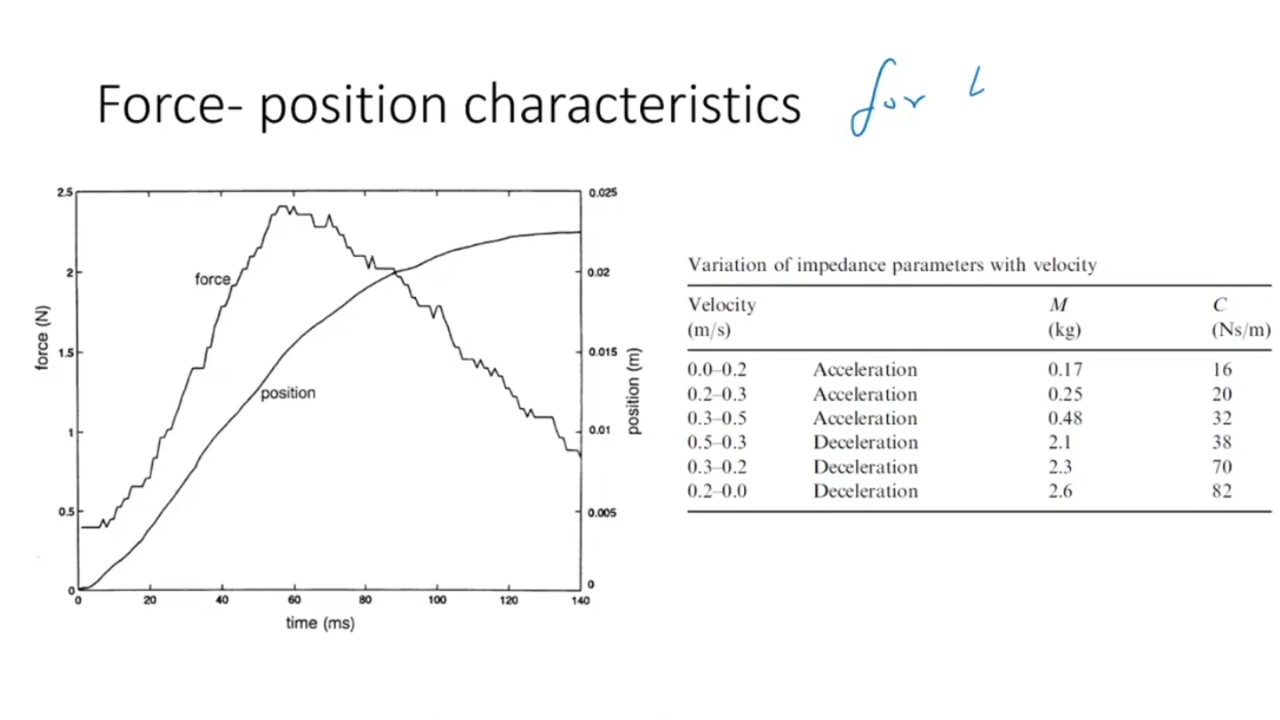 Force- position characteristics for L
2.5
2
1.5
1
0.5
0
force (N)
force
position
0.025
0.02
0.015
0.01
0.005
0
position (m)
0 20 40 60 80 100 120 140
time (ms)
Variation of impedance parameters with velocity
Velocity M C
(m/s) (kg) (Ns/m)
0.0–0.2 Acceleration 0.17 16
0.2–0.3 Acceleration 0.25 20
0.3–0.5 Acceleration 0.48 32
0.5–0.3 Deceleration 2.1 38
0.3–0.2 Deceleration 2.3 70
0.2–0.0 Deceleration 2.6 82